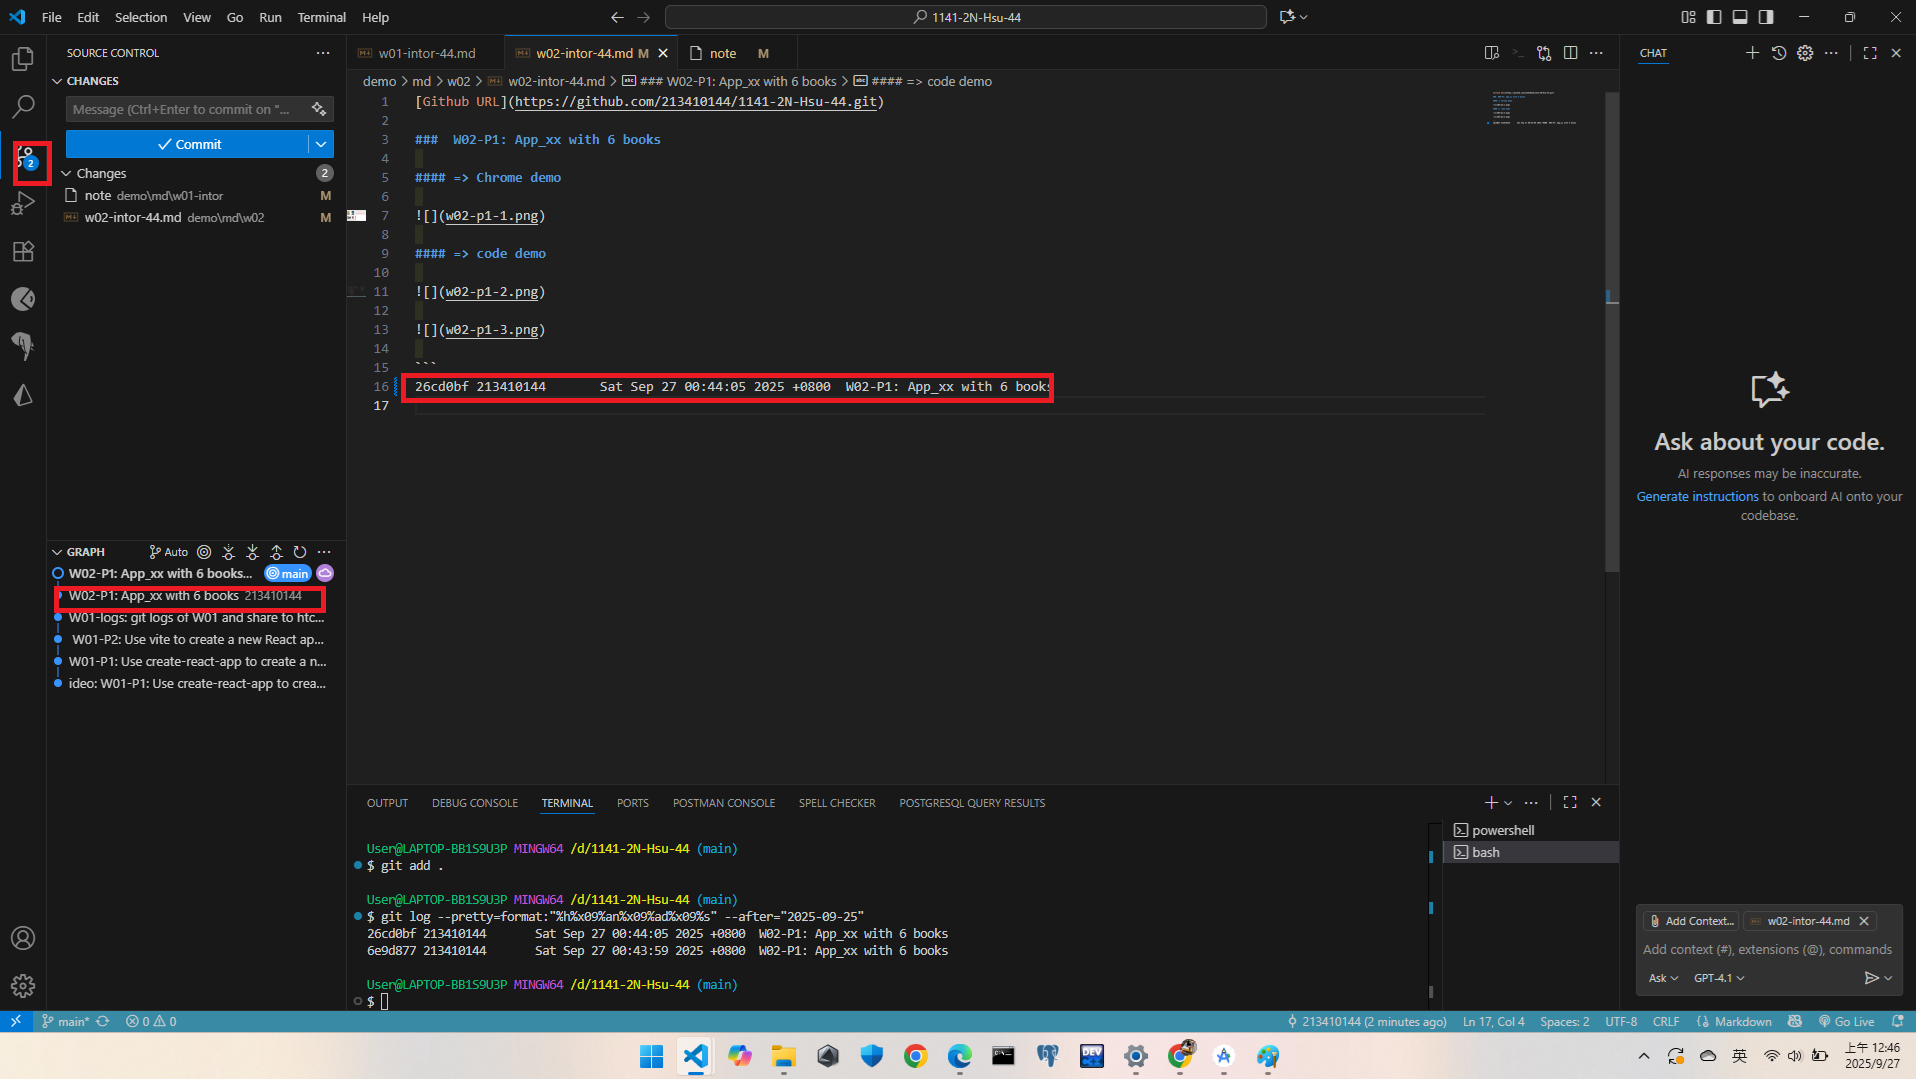 File Edit Selection View Go Run Terminal Help
1141-2N-Hsu-44
SOURCE CONTROL
CHANGES
Message (Ctrl+Enter to commit on "...
Commit
Changes 2
note demo\md\w01-intor M
w02-intor-44.md demo\md\w02 M
2
GRAPH Auto
W02-P1: App_xx with 6 books... main
W02-P1: App_xx with 6 books 213410144
W01-logs: git logs of W01 and share to htc...
W01-P2: Use vite to create a new React ap...
W01-P1: Use create-react-app to create a n...
ideo: W01-P1: Use create-react-app to crea...
w01-intor-44.md w02-intor-44.md M note M
demo > md > w02 > w02-intor-44.md > ### W02-P1: App_xx with 6 books > #### => code demo
1 [Github URL](https://github.com/213410144/1141-2N-Hsu-44.git)
2
3 ### W02-P1: App_xx with 6 books
4
5 #### => Chrome demo
6
7 ![](w02-p1-1.png)
8
9 #### => code demo
10
11 ![](w02-p1-2.png)
12
13 ![](w02-p1-3.png)
14
15 ```
16 26cd0bf 213410144 Sat Sep 27 00:44:05 2025 +0800 W02-P1: App_xx with 6 books
17
OUTPUT DEBUG CONSOLE TERMINAL PORTS POSTMAN CONSOLE SPELL CHECKER POSTGRESQL QUERY RESULTS
User@LAPTOP-BB1S9U3P MINGW64 /d/1141-2N-Hsu-44 (main)
$ git add .
User@LAPTOP-BB1S9U3P MINGW64 /d/1141-2N-Hsu-44 (main)
$ git log --pretty=format:"%h%x09%an%x09%ad%x09%s" --after="2025-09-25"
26cd0bf 213410144 Sat Sep 27 00:44:05 2025 +0800 W02-P1: App_xx with 6 books
6e9d877 213410144 Sat Sep 27 00:43:59 2025 +0800 W02-P1: App_xx with 6 books
User@LAPTOP-BB1S9U3P MINGW64 /d/1141-2N-Hsu-44 (main)
$
powershell
bash
CHAT
Ask about your code.
AI responses may be inaccurate.
Generate instructions to onboard AI onto your
codebase.
Add Context... w02-intor-44.md
Add context (#), extensions (@), commands
Ask GPT-4.1
main* 0 0
213410144 (2 minutes ago) Ln 17, Col 4 Spaces: 2 UTF-8 CRLF {} Markdown Go Live
DEV
英
上午 12:46
2025/9/27